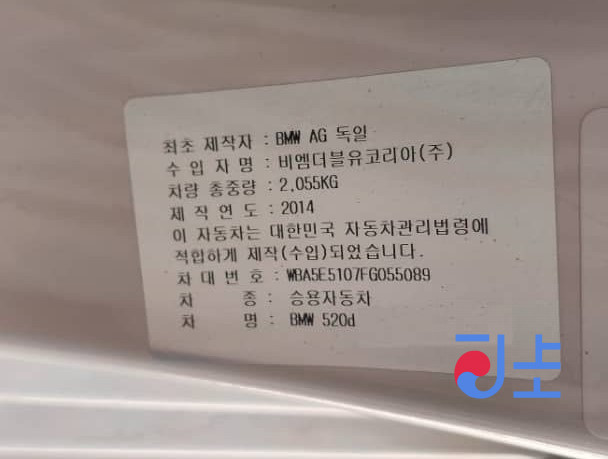 최초 제작자 : BMW AG 독일
수 입 자 명 : 비엠더블유코리아(주)
차량 총중량 : 2,055KG
제 작 연 도 : 2014
이 자동차는 대한민국 자동차관리법령에
적합하게 제작(수입)되었습니다.
차 대 번 호 : WBA5E5107FG055089
차 종 : 승용자동차
차 명 : BMW 520d